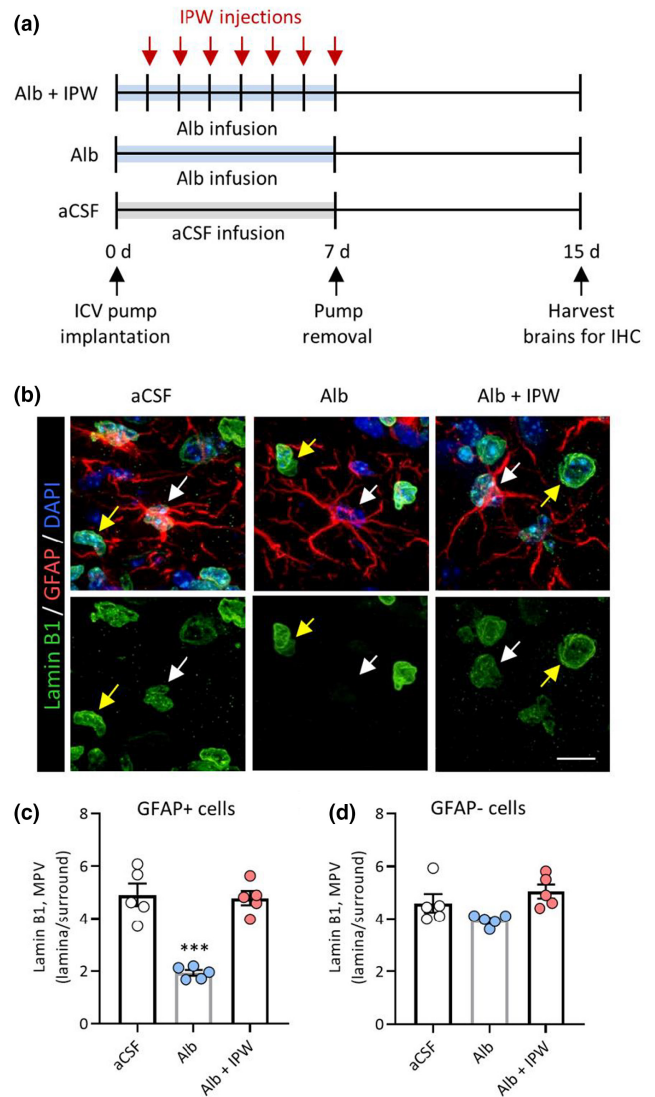 (a)
IPW injections
Alb + IPW
Alb infusion
Alb
Alb infusion
aCSF
aCSF infusion
0 d 7 d 15 d
ICV pump implantation
Pump removal
Harvest brains for IHC
(b)
aCSF Alb Alb + IPW
Lamin B1 / GFAP / DAPI
(c)
GFAP+ cells
Lamin B1, MPV
(lamina/surround)
8
6
4
2
0
***
aCSF
Alb
Alb + IPW
(d)
GFAP- cells
Lamin B1, MPV
(lamina/surround)
8
6
4
2
0
aCSF
Alb
Alb + IPW